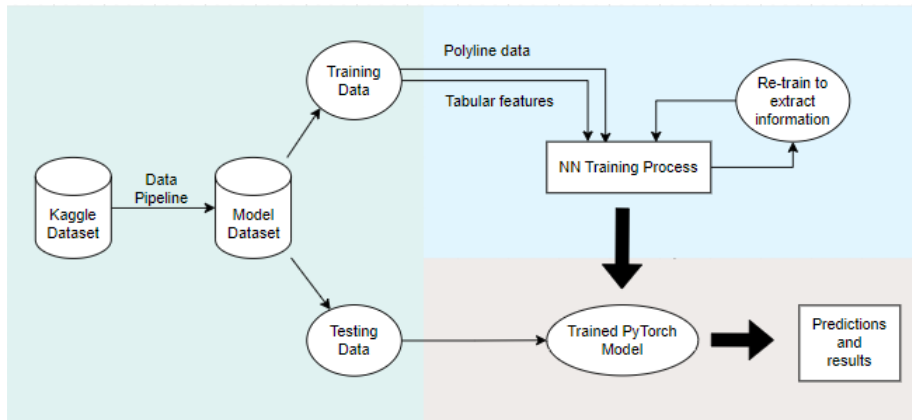 Polyline data
Training
Data
Tabular features
Re-train to
extract
information
NN Training Process
Data
Pipeline
Kaggle
Dataset
Model
Dataset
Testing
Data
Trained PyTorch
Model
Predictions
and
results